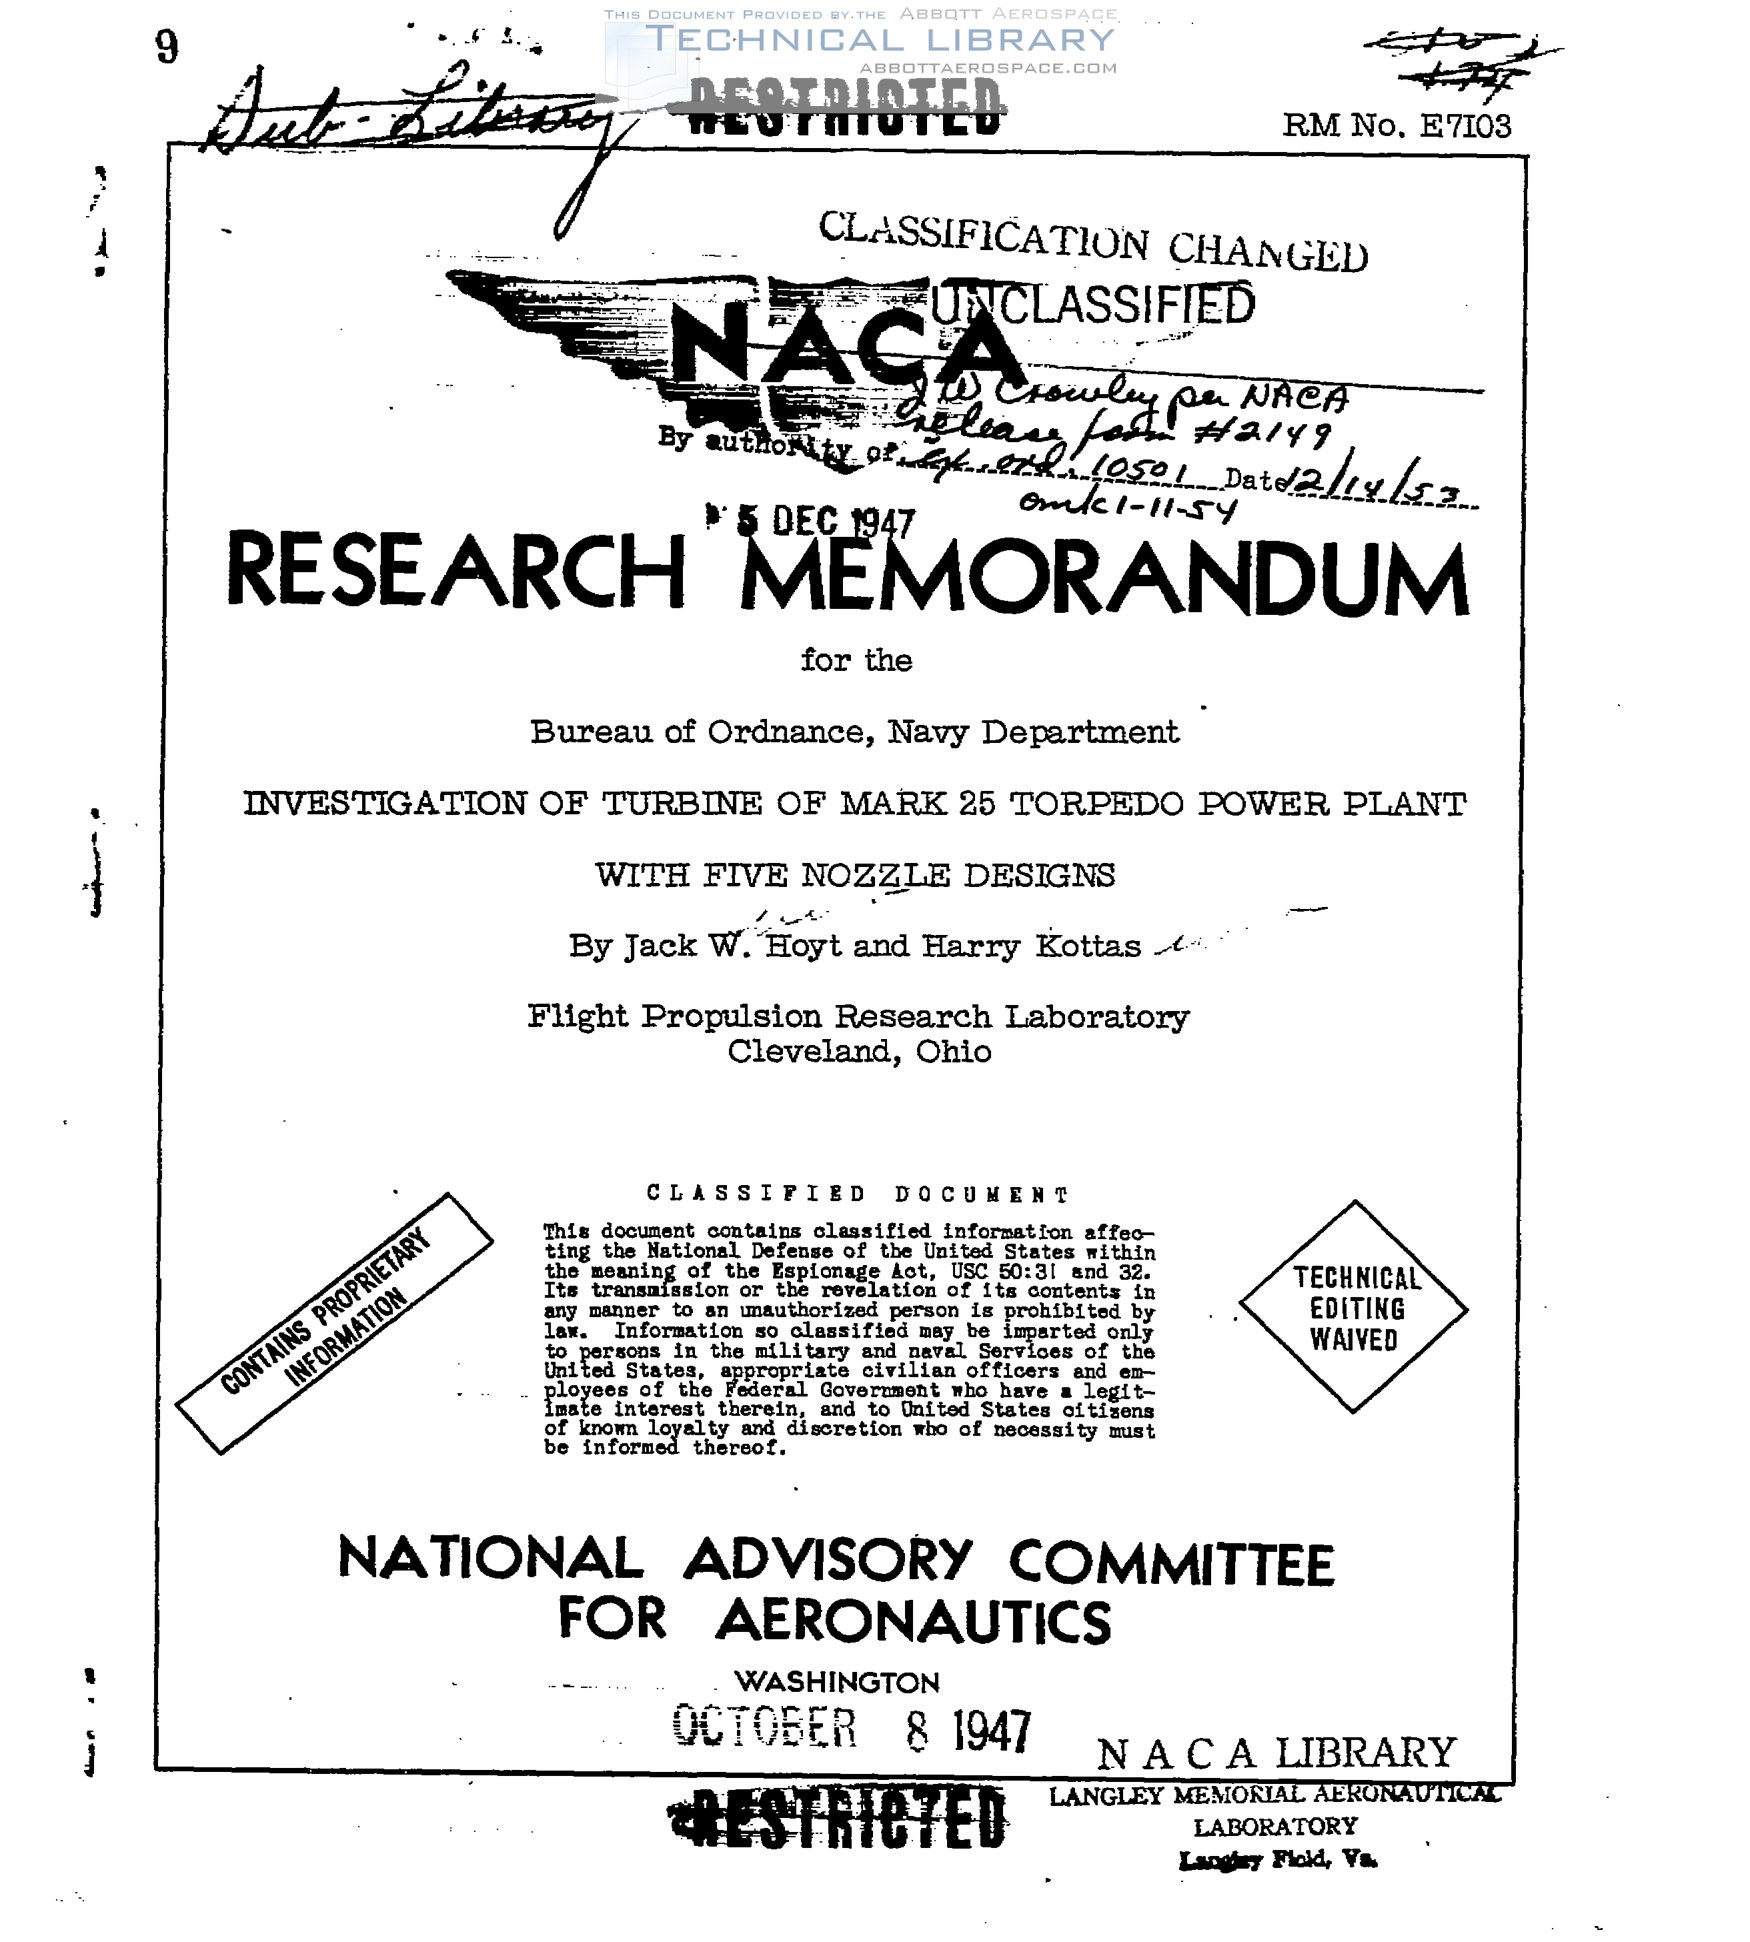 THIS DOCUMENT PROVIDED BY THE ABBOTT AEROSPACE
TECHNICAL LIBRARY
ABBOTTAEROSPACE.COM
9
Sub-Library
RESTRICTED
RM No. E7I03
CLASSIFICATION CHANGED
UNCLASSIFIED
NACA
J W Crowley per NACA
release form #2149
By authority of Ex. ord. 10501 Date 12/14/53
omk 1-11-54
5 DEC 1947
RESEARCH MEMORANDUM
for the
Bureau of Ordnance, Navy Department
INVESTIGATION OF TURBINE OF MARK 25 TORPEDO POWER PLANT
WITH FIVE NOZZLE DESIGNS
By Jack W. Hoyt and Harry Kottas
Flight Propulsion Research Laboratory
Cleveland, Ohio
CONTAINS PROPRIETARY
INFORMATION
CLASSIFIED DOCUMENT
This document contains classified information affec-
ting the National Defense of the United States within
the meaning of the Espionage Act, USC 50:31 and 32.
Its transmission or the revelation of its contents in
any manner to an unauthorized person is prohibited by
law. Information so classified may be imparted only
to persons in the military and naval Services of the
United States, appropriate civilian officers and em-
ployees of the Federal Government who have a legit-
imate interest therein, and to United States citizens
of known loyalty and discretion who of necessity must
be informed thereof.
TECHNICAL
EDITING
WAIVED
NATIONAL ADVISORY COMMITTEE
FOR AERONAUTICS
WASHINGTON
OCTOBER 8 1947
NACA LIBRARY
LANGLEY MEMORIAL AERONAUTICAL
LABORATORY
Langley Field, Va.
RESTRICTED